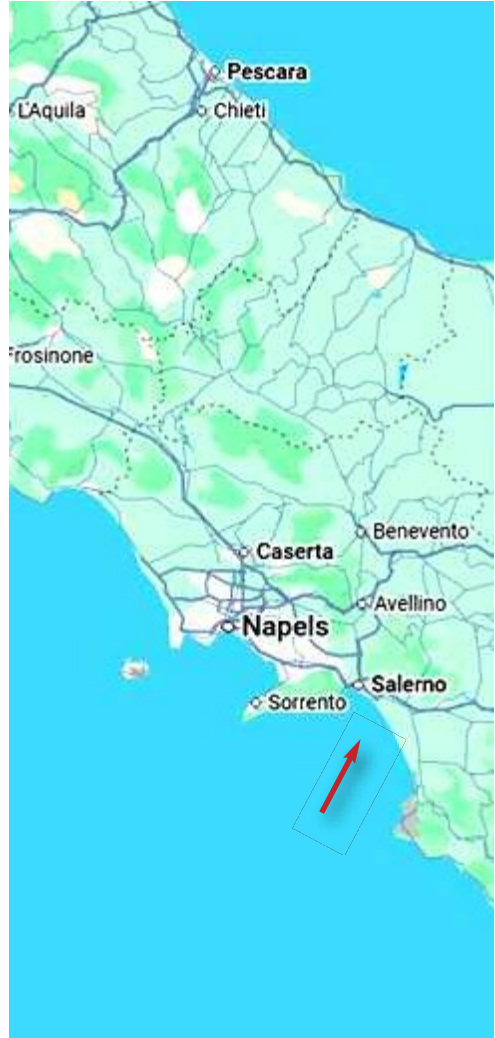 Pescara
L'Aquila
Chieti
Frosinone
Benevento
Caserta
Avellino
Napels
Salerno
Sorrento